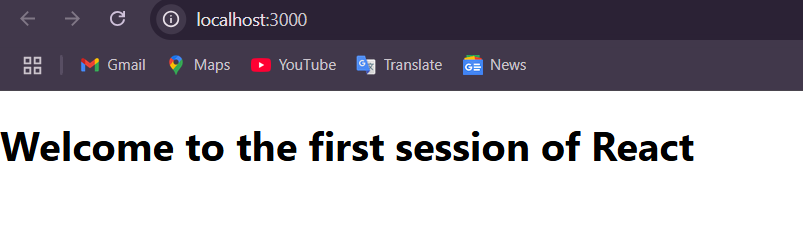 localhost:3000
Gmail Maps YouTube Translate News
Welcome to the first session of React